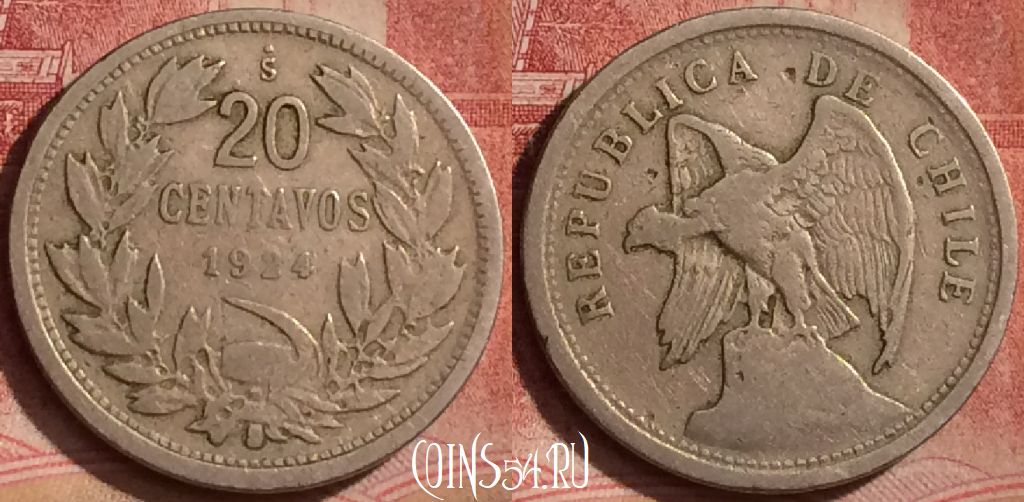 Ṡ
20
CENTAVOS
1924
REPUBLICA DE CHILE
COINS54.RU